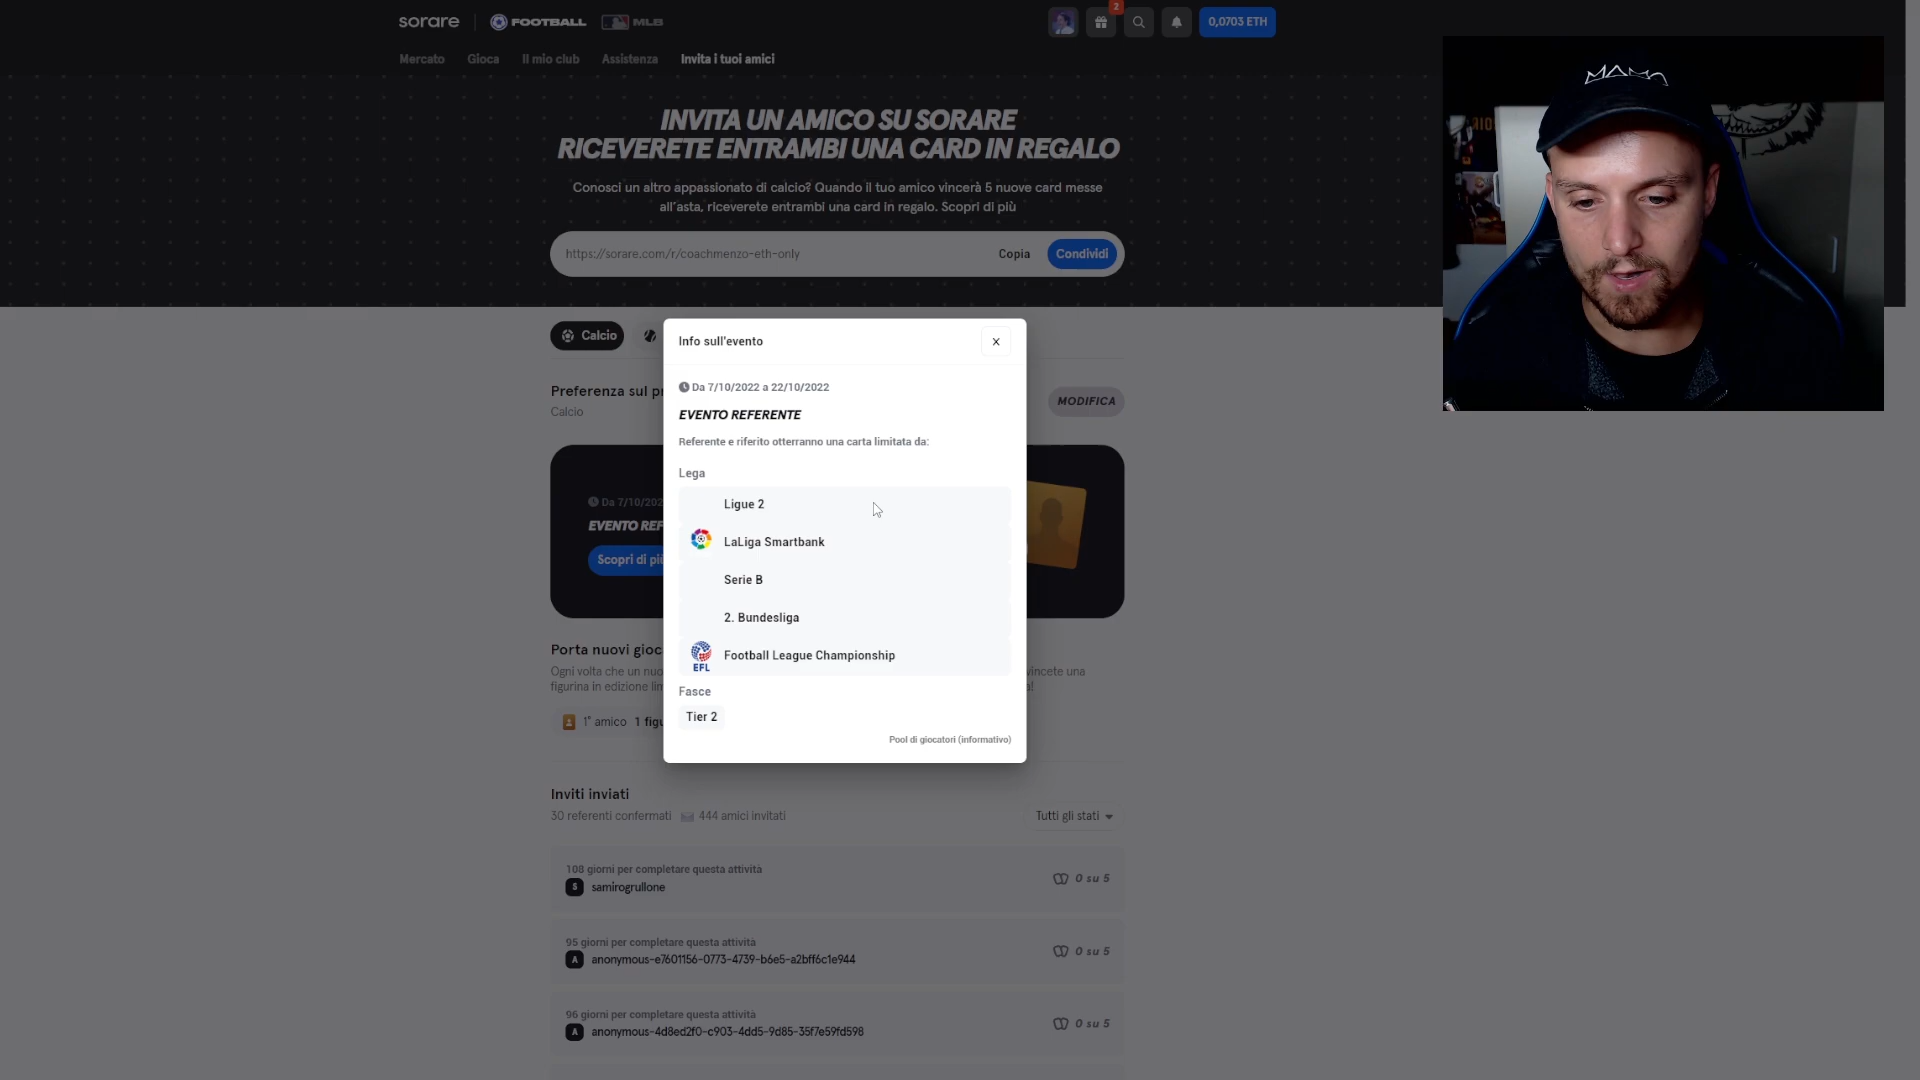 sorare
FOOTBALL
MLB
2
0,0703 ETH
Mercato
Gioca
Il mio club
Assistenza
Invita i tuoi amici
INVITA UN AMICO SU SORARE
RICEVERETE ENTRAMBI UNA CARD IN REGALO
Conosci un altro appassionato di calcio? Quando il tuo amico vincerà 5 nuove card messe
all'asta, riceverete entrambi una card in regalo. Scopri di più
https://sorare.com/r/coachmenzo-eth-only
Copia
Condividi
Calcio
Preferenza sul
Calcio
MODIFICA
Da 7/10/202
EVENTO
Scopri di più
Info sull'evento
x
Da 7/10/2022 a 22/10/2022
EVENTO REFERENTE
Referente e riferito otterranno una carta limitata da:
Lega
Ligue 2
LaLiga Smartbank
Serie B
2. Bundesliga
EFL
Football League Championship
Fasce
Tier 2
Pool di giocatori (informativo)
Porta nuovi
Ogni volta che un
vincete una
figurina in edizione
1° amico 1
Inviti inviati
30 referenti confermati
444 amici invitati
Tutti gli stati
108 giorni per completare questa attività
S
samirogrullone
0 su 5
95 giorni per completare questa attività
A
anonymous-e7601156-0773-4739-b6e5-a2bff6c1e944
0 su 5
96 giorni per completare questa attività
A
anonymous-4d8ed2f0-c903-4dd5-9d85-35f7e59fd598
0 su 5